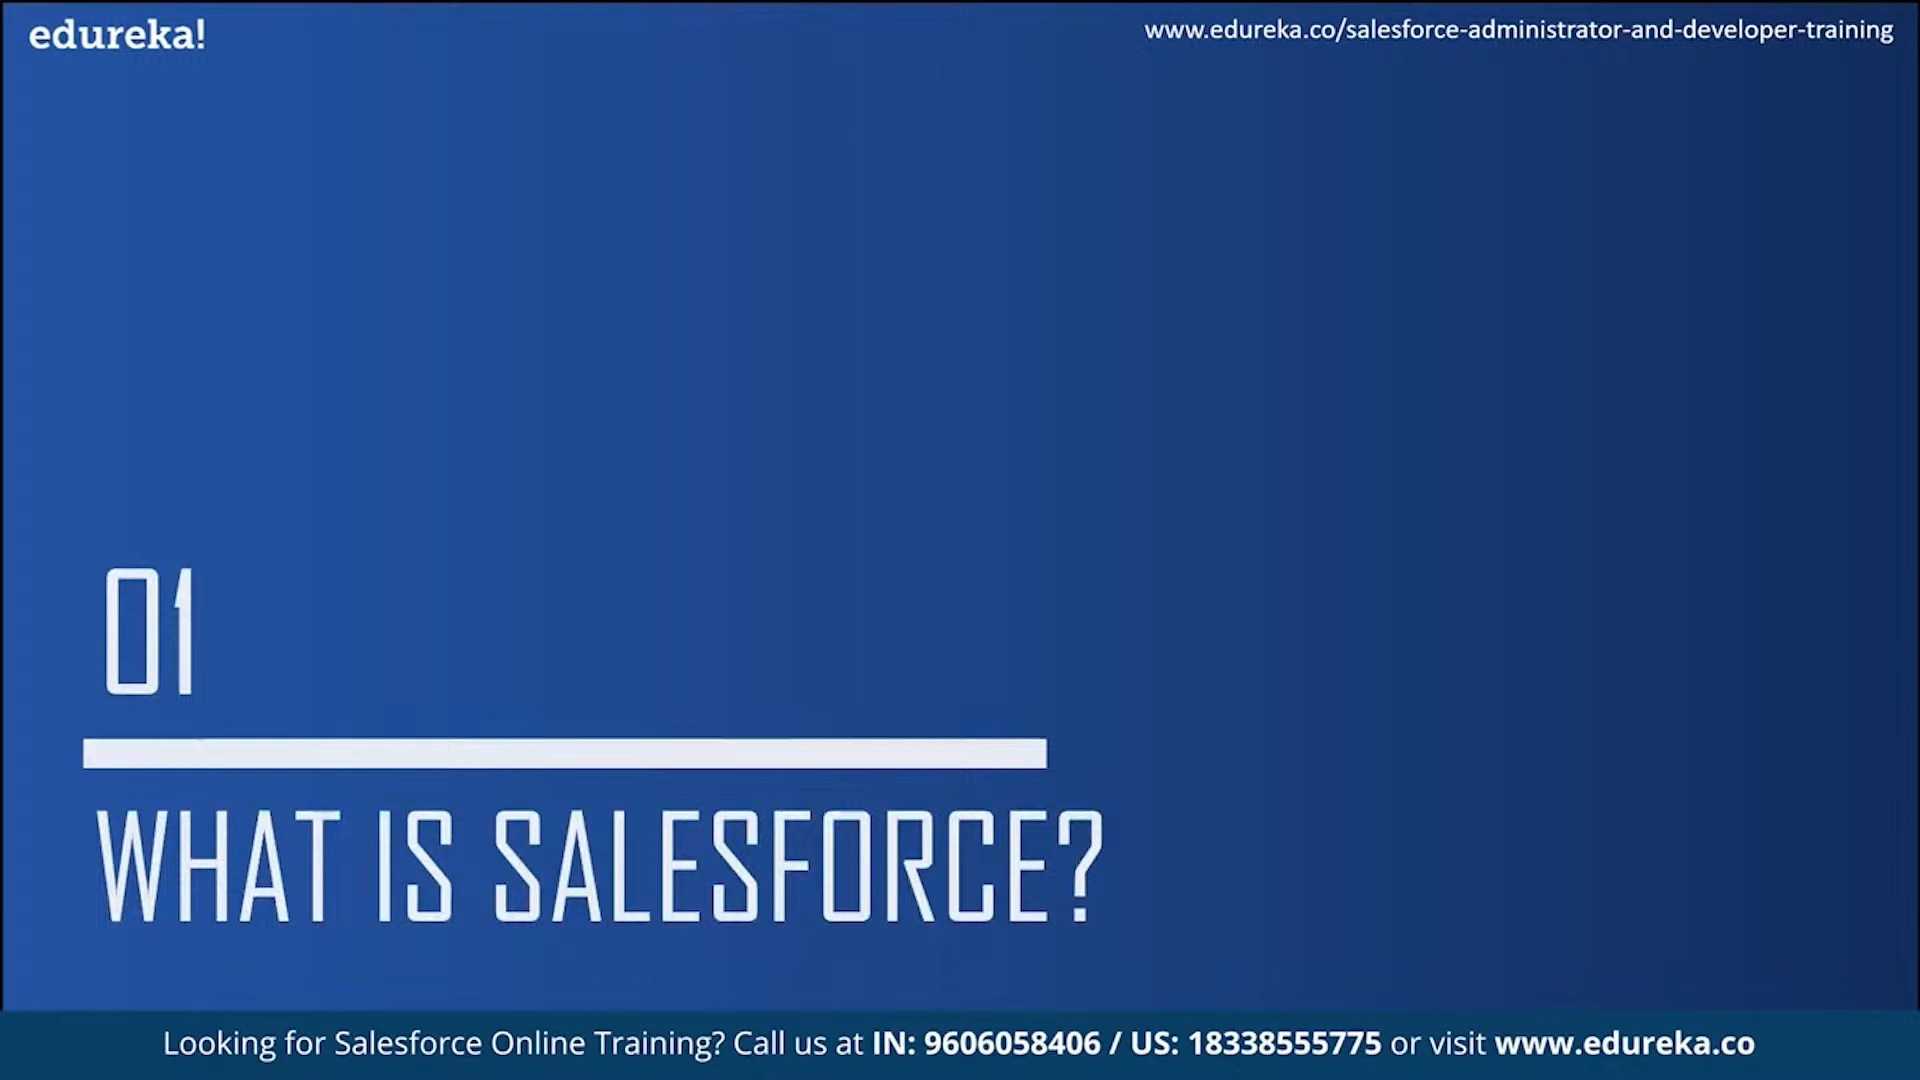 edureka!
www.edureka.co/salesforce-administrator-and-developer-training
01
WHAT IS SALESFORCE?
Looking for Salesforce Online Training? Call us at IN: 9606058406 / US: 18338555775 or visit www.edureka.co